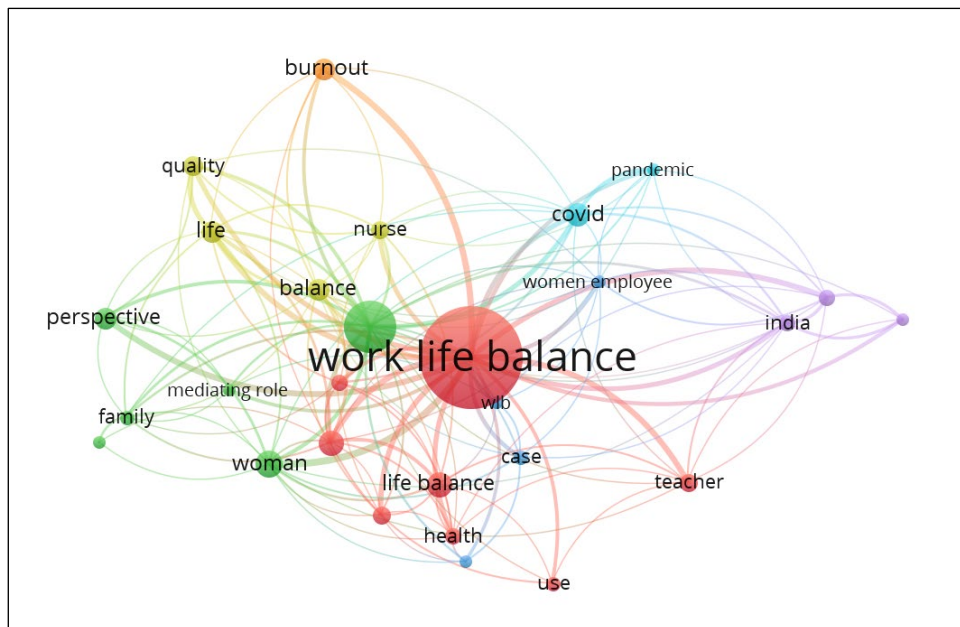 burnout
quality
pandemic
life
nurse
covid
balance
women employee
perspective
india
work life balance
mediating role
wlb
family
woman
case
life balance
teacher
health
use